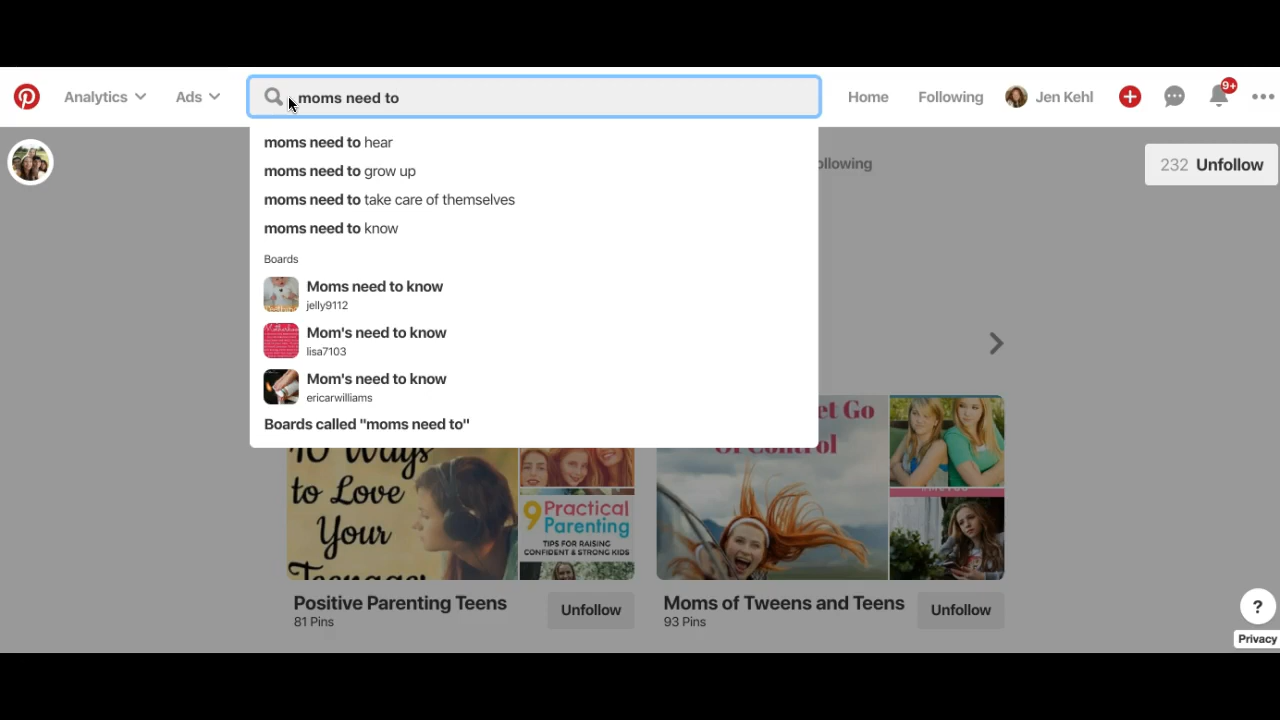 Analytics Ads moms need to Home Following Jen Kehl 9+
moms need to hear
moms need to grow up
moms need to take care of themselves
moms need to know
Boards
Moms need to know
jelly9112
Mom's need to know
lisa7103
Mom's need to know
ericarwilliams
Boards called "moms need to"
232 Unfollow
10 Ways
to Love
Your
Teenager
9 Practical
Parenting
TIPS FOR RAISING
CONFIDENT & STRONG KIDS
et Go
Of Control
Positive Parenting Teens
81 Pins
Unfollow
Moms of Tweens and Teens
93 Pins
Unfollow
?
Privacy